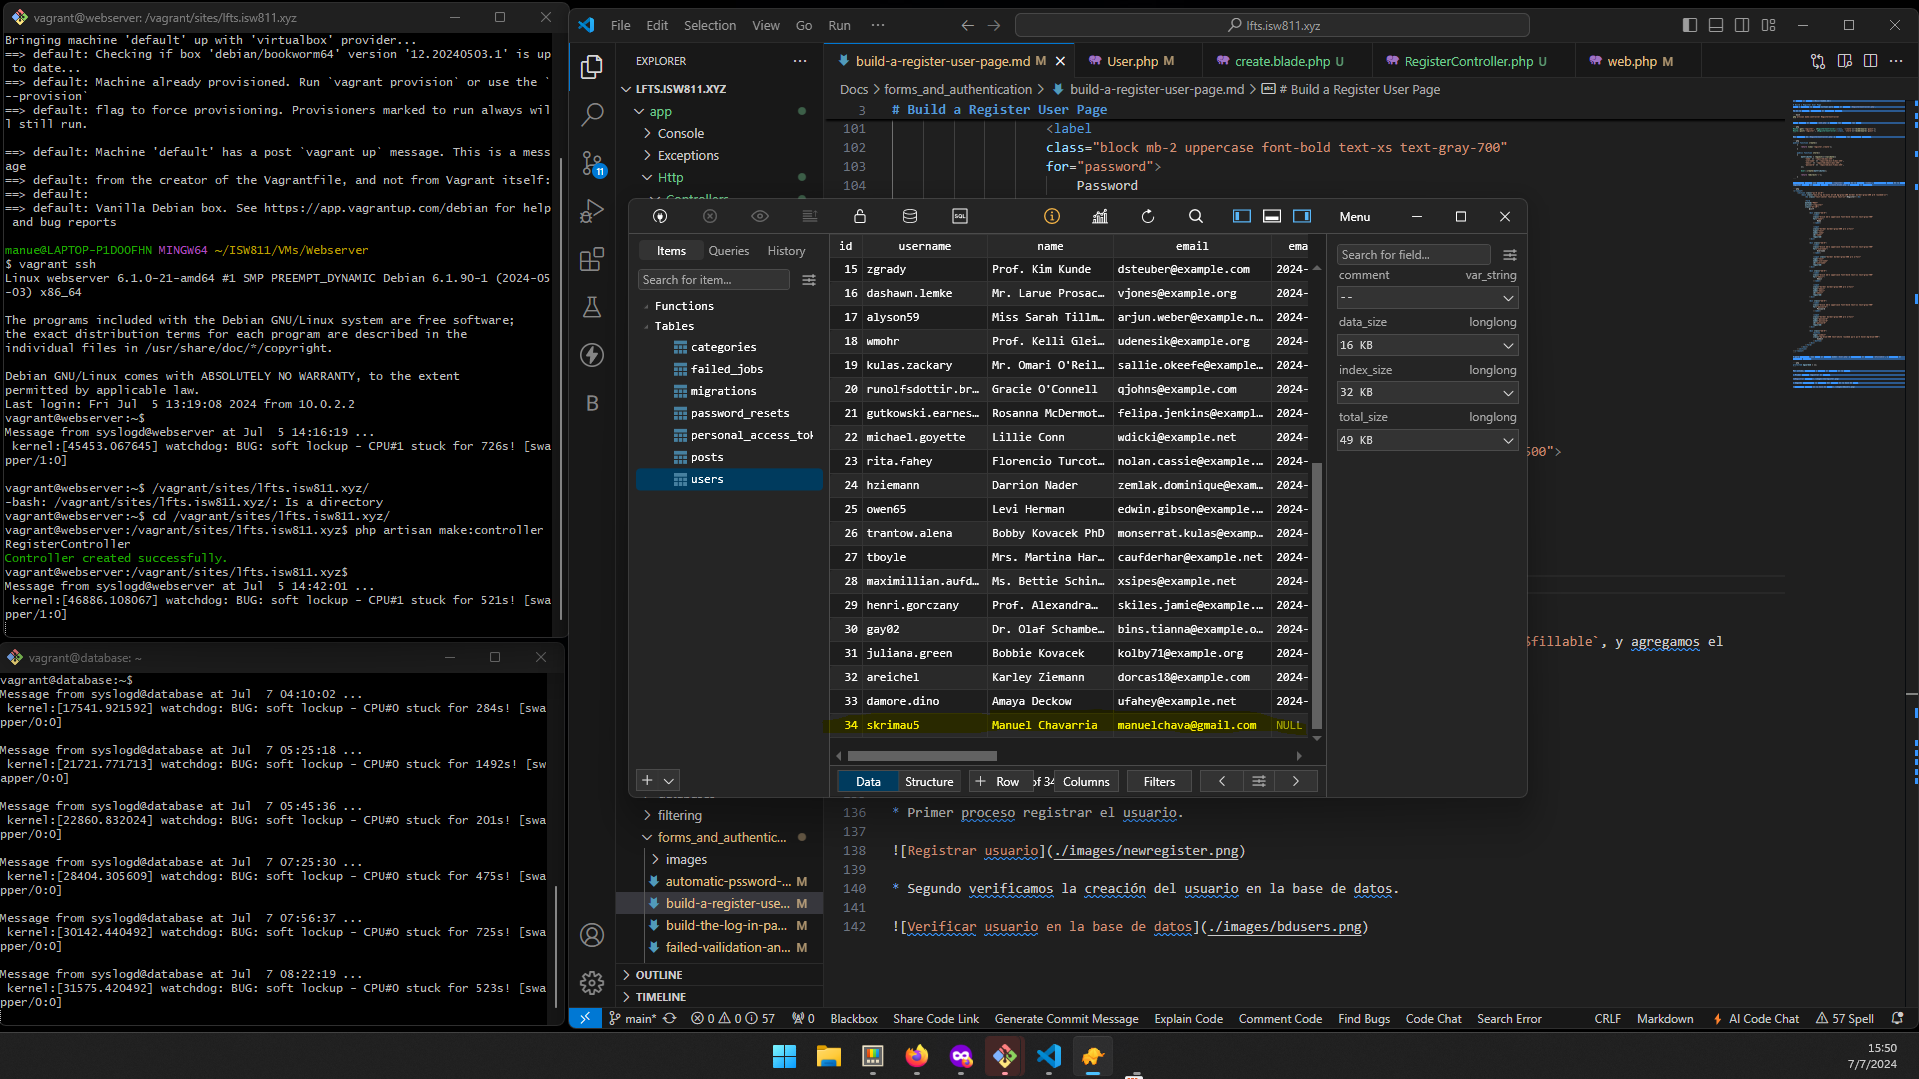 vagrant@webserver: /vagrant/sites/lfts.isw811.xyz
Bringing machine 'default' up with 'virtualbox' provider...
==> default: Checking if box 'debian/bookworm64' version '12.20240503.1' is up
 to date...
==> default: Machine already provisioned. Run `vagrant provision` or use the `
--provision`
==> default: flag to force provisioning. Provisioners marked to run always wil
l still run.
==> default: Machine 'default' has a post `vagrant up` message. This is a mess
age
==> default: from the creator of the Vagrantfile, and not from Vagrant itself:
==> default:
==> default: Vanilla Debian box. See https://app.vagrantup.com/debian for help
 and bug reports
manue@LAPTOP-P1DOOFHN MINGW64 ~/ISW811/VMs/Webserver
$ vagrant ssh
Linux webserver 6.1.0-21-amd64 #1 SMP PREEMPT_DYNAMIC Debian 6.1.90-1 (2024-05
-03) x86_64
The programs included with the Debian GNU/Linux system are free software;
the exact distribution terms for each program are described in the
individual files in /usr/share/doc/*/copyright.
Debian GNU/Linux comes with ABSOLUTELY NO WARRANTY, to the extent
permitted by applicable law.
Last login: Fri Jul  5 13:19:08 2024 from 10.0.2.2
vagrant@webserver:~$
Message from syslogd@webserver at Jul  5 14:16:19 ...
 kernel:[45453.067645] watchdog: BUG: soft lockup - CPU#1 stuck for 726s! [swa
pper/1:0]
vagrant@webserver:~$ /vagrant/sites/lfts.isw811.xyz/
-bash: /vagrant/sites/lfts.isw811.xyz/: Is a directory
vagrant@webserver:~$ cd /vagrant/sites/lfts.isw811.xyz/
vagrant@webserver:/vagrant/sites/lfts.isw811.xyz$ php artisan make:controller
RegisterController
Controller created successfully.
vagrant@webserver:/vagrant/sites/lfts.isw811.xyz$
Message from syslogd@webserver at Jul  5 14:42:01 ...
 kernel:[46886.108067] watchdog: BUG: soft lockup - CPU#1 stuck for 521s! [swa
pper/1:0]
vagrant@database: ~
vagrant@database:~$
Message from syslogd@database at Jul  7 04:10:02 ...
 kernel:[17541.921592] watchdog: BUG: soft lockup - CPU#0 stuck for 284s! [swa
pper/0:0]
Message from syslogd@database at Jul  7 05:25:18 ...
 kernel:[21721.771713] watchdog: BUG: soft lockup - CPU#0 stuck for 1492s! [sw
apper/0:0]
Message from syslogd@database at Jul  7 05:45:36 ...
 kernel:[22860.832024] watchdog: BUG: soft lockup - CPU#0 stuck for 201s! [swa
pper/0:0]
Message from syslogd@database at Jul  7 07:25:30 ...
 kernel:[28404.305609] watchdog: BUG: soft lockup - CPU#0 stuck for 475s! [swa
pper/0:0]
Message from syslogd@database at Jul  7 07:56:37 ...
 kernel:[30142.440492] watchdog: BUG: soft lockup - CPU#0 stuck for 725s! [swa
pper/0:0]
Message from syslogd@database at Jul  7 08:22:19 ...
 kernel:[31575.420492] watchdog: BUG: soft lockup - CPU#0 stuck for 523s! [swa
pper/0:0]
File Edit Selection View Go Run ··· lfts.isw811.xyz
EXPLORER ···
LFTS.ISW811.XYZ
app
Console
Exceptions
Http
filtering
forms_and_authentic...
images
automatic-pssword-... M
build-a-register-use... M
build-the-log-in-pa... M
failed-vailidation-an... M
OUTLINE
TIMELINE
build-a-register-user-page.md M User.php M create.blade.php U RegisterController.php U web.php M
Docs > forms_and_authentication > build-a-register-user-page.md > # Build a Register User Page
3 # Build a Register User Page
101 <label
102 class="block mb-2 uppercase font-bold text-xs text-gray-700"
103 for="password">
104 Password
500">
$fillable`, y agregamos el
136 * Primer proceso registrar el usuario.
137
138 ![Registrar usuario](./images/newregister.png)
139
140 * Segundo verificamos la creación del usuario en la base de datos.
141
142 ![Verificar usuario en la base de datos](./images/bdusers.png)
SQL Menu
Items Queries History
Search for item...
Functions
Tables
categories
failed_jobs
migrations
password_resets
personal_access_tok
posts
users
id username name email ema
15 zgrady Prof. Kim Kunde dsteuber@example.com 2024-
16 dashawn.lemke Mr. Larue Prosac… vjones@example.org 2024-
17 alyson59 Miss Sarah Tillm… arjun.weber@example.n… 2024-
18 wmohr Prof. Kelli Glei… udenesik@example.org 2024-
19 kulas.zackary Mr. Omari O'Reil… sallie.okeefe@example… 2024-
20 runolfsdottir.br… Gracie O'Connell qjohns@example.com 2024-
21 gutkowski.earnes… Rosanna McDermot… felipa.jenkins@exampl… 2024-
22 michael.goyette Lillie Conn wdicki@example.net 2024-
23 rita.fahey Florencio Turcot… nolan.cassie@example.… 2024-
24 hziemann Darrion Nader zemlak.dominique@exam… 2024-
25 owen65 Levi Herman edwin.gibson@example.… 2024-
26 trantow.alena Bobby Kovacek PhD monserrat.kulas@examp… 2024-
27 tboyle Mrs. Martina Har… caufderhar@example.net 2024-
28 maximillian.aufd… Ms. Bettie Schin… xsipes@example.net 2024-
29 henri.gorczany Prof. Alexandra… skiles.jamie@example.… 2024-
30 gay02 Dr. Olaf Schambe… bins.tianna@example.o… 2024-
31 juliana.green Bobbie Kovacek kolby71@example.org 2024-
32 areichel Karley Ziemann dorcas18@example.com 2024-
33 damore.dino Amaya Deckow ufahey@example.net 2024-
34 skrimau5 Manuel Chavarria manuelchava@gmail.com NULL
Data Structure + Row of 34 Columns Filters
Search for field...
comment var_string
--
data_size longlong
16 KB
index_size longlong
32 KB
total_size longlong
49 KB
main* 0 0 57 0 Blackbox Share Code Link Generate Commit Message Explain Code Comment Code Find Bugs Code Chat Search Error CRLF Markdown AI Code Chat 57 Spell
15:50
7/7/2024